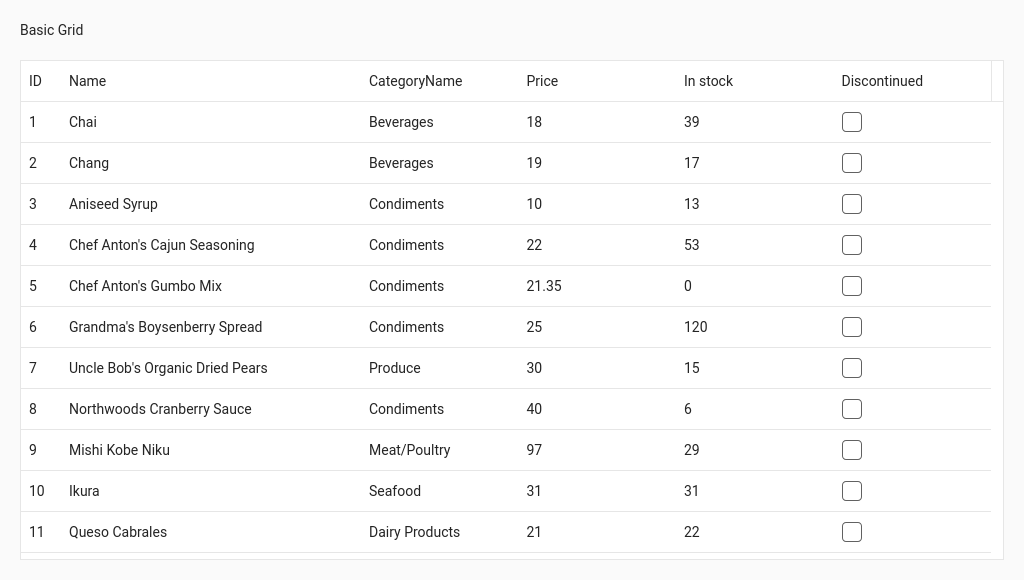 Basic Grid
ID Name CategoryName Price In stock Discontinued
1 Chai Beverages 18 39
2 Chang Beverages 19 17
3 Aniseed Syrup Condiments 10 13
4 Chef Anton's Cajun Seasoning Condiments 22 53
5 Chef Anton's Gumbo Mix Condiments 21.35 0
6 Grandma's Boysenberry Spread Condiments 25 120
7 Uncle Bob's Organic Dried Pears Produce 30 15
8 Northwoods Cranberry Sauce Condiments 40 6
9 Mishi Kobe Niku Meat/Poultry 97 29
10 Ikura Seafood 31 31
11 Queso Cabrales Dairy Products 21 22